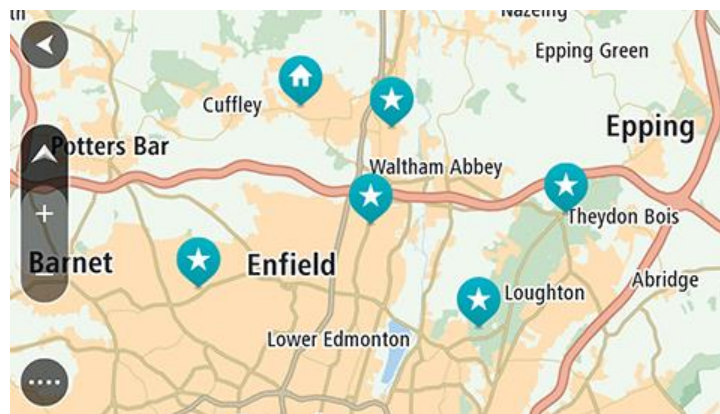 Nazeing
Epping Green
Cuffley
Epping
Potters Bar
Waltham Abbey
Theydon Bois
Barnet
Enfield
Loughton
Abridge
Lower Edmonton